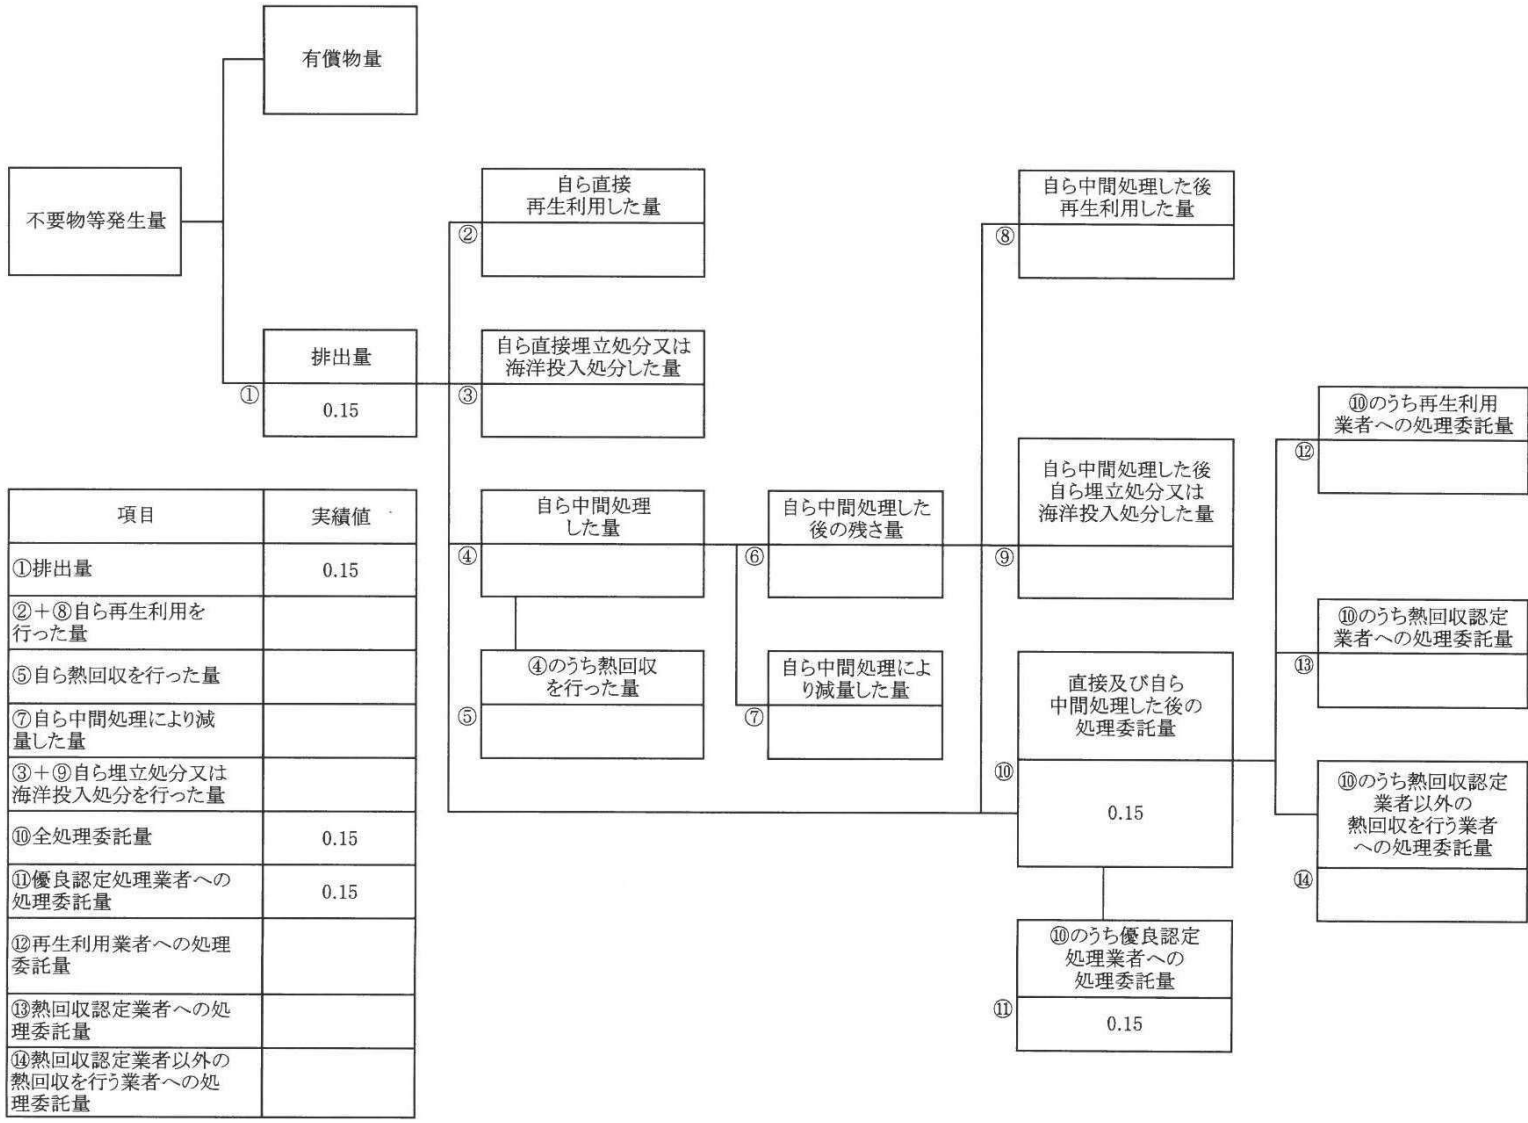 有償物量
不要物等発生量
排出量
①
0.15
自ら直接
再生利用した量
②
自ら直接埋立処分又は
海洋投入処分した量
③
自ら中間処理
した量
④
④のうち熱回収
を行った量
⑤
自ら中間処理した
後の残さ量
⑥
自ら中間処理によ
り減量した量
⑦
自ら中間処理した後
再生利用した量
⑧
自ら中間処理した後
自ら埋立処分又は
海洋投入処分した量
⑨
直接及び自ら
中間処理した後の
処理委託量
⑩
0.15
⑩のうち優良認定
処理業者への
処理委託量
⑪
0.15
⑩のうち再生利用
業者への処理委託量
⑫
⑩のうち熱回収認定
業者への処理委託量
⑬
⑩のうち熱回収認定
業者以外の
熱回収を行う業者
への処理委託量
⑭
項目 実績値
①排出量 0.15
②+⑧自ら再生利用を
行った量
⑤自ら熱回収を行った量
⑦自ら中間処理により減
量した量
③+⑨自ら埋立処分又は
海洋投入処分を行った量
⑩全処理委託量 0.15
⑪優良認定処理業者への
処理委託量 0.15
⑫再生利用業者への処理
委託量
⑬熱回収認定業者への処
理委託量
⑭熱回収認定業者以外の
熱回収を行う業者への処
理委託量